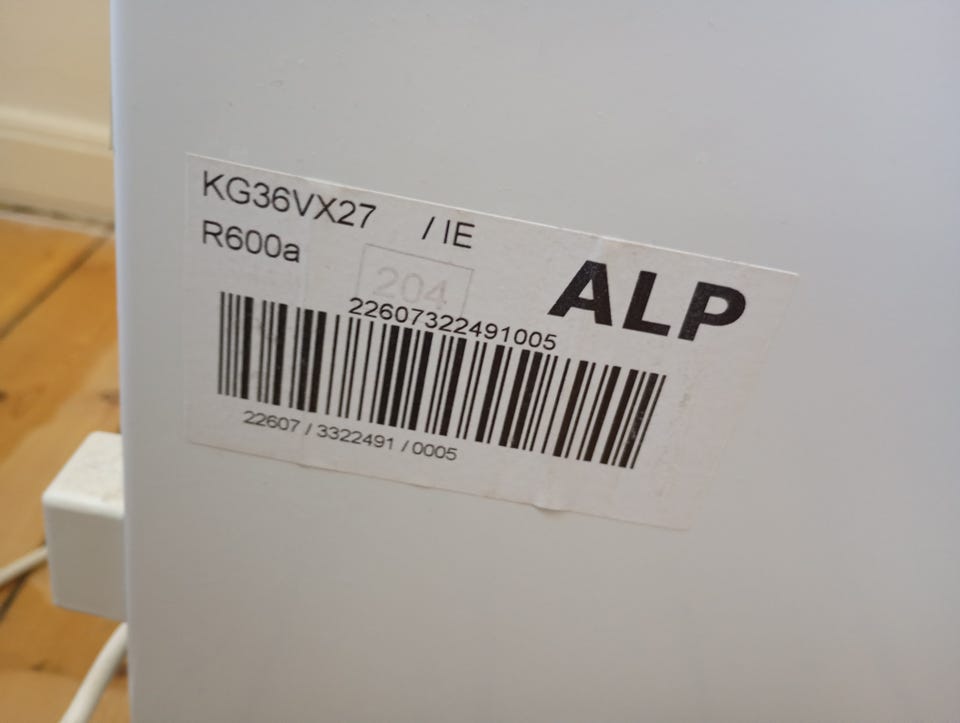 KG36VX27 / IE
R600a
204
ALP
22607322491005
22607 / 3322491 / 0005